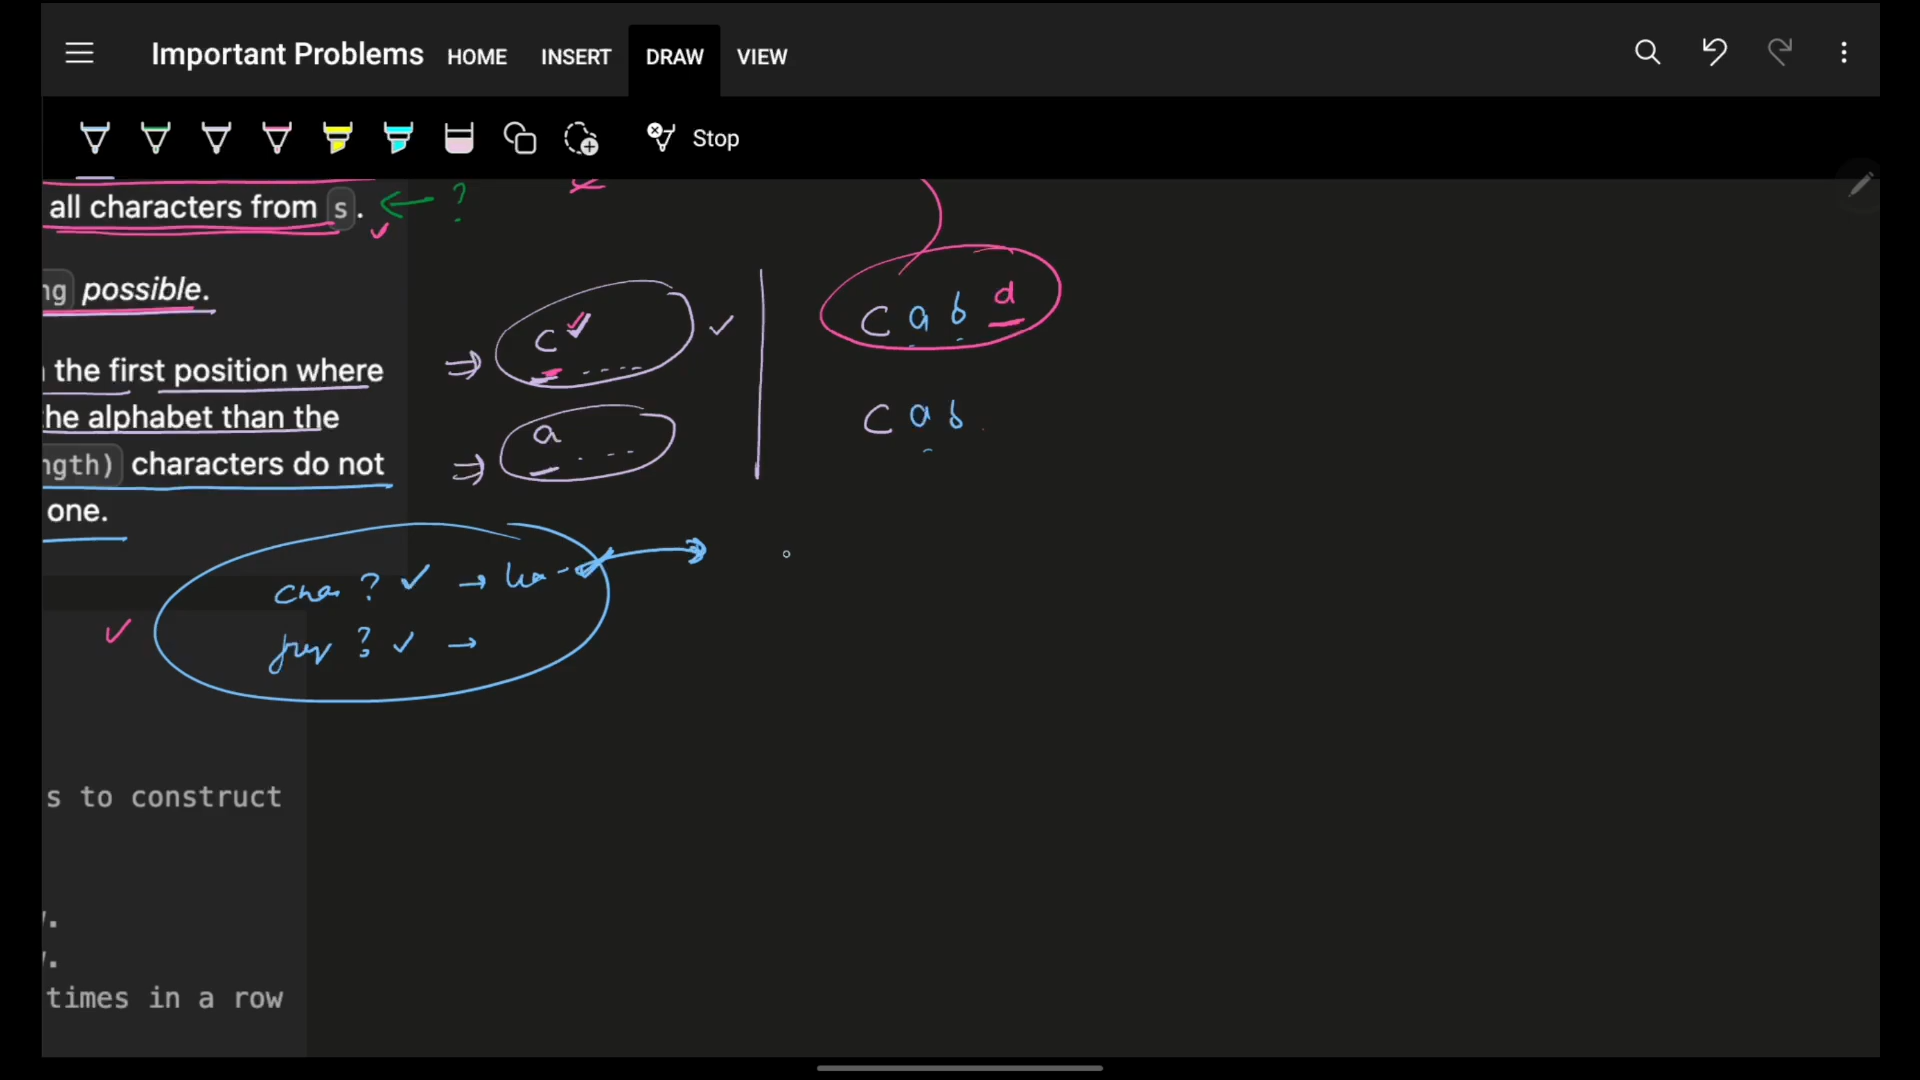 Important Problems HOME INSERT DRAW VIEW
Stop
all characters from s. ?
ng possible.
the first position where
he alphabet than the
ngth) characters do not
one.
c
a
c a b d
c a b
?
?
s to construct
.
.
times in a row